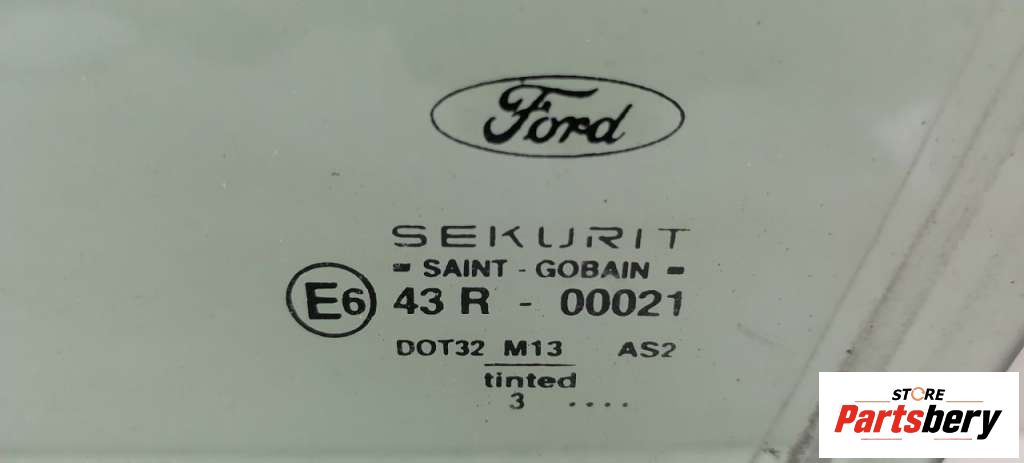 Ford
SEKURIT
- SAINT - GOBAIN -
E6 43 R - 00021
DOT32 M13 AS2
tinted
3 ....
STORE
Partsbery